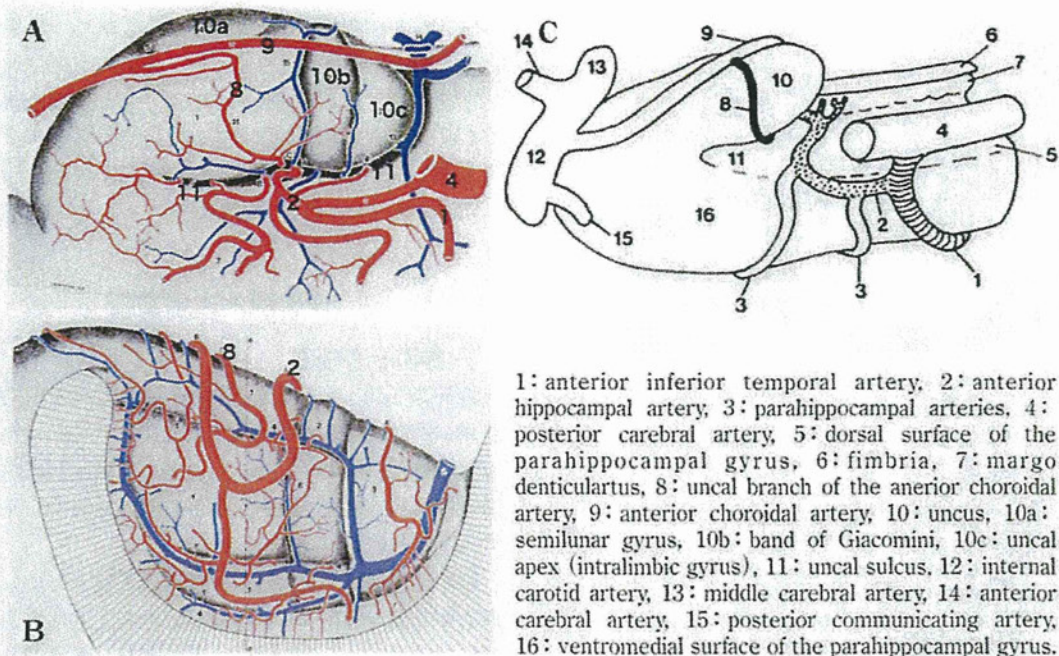 A
10a
9
10b
10c
8
11
11
4
2
1
C
14
13
9
6
7
10
8
4
11
5
12
16
2
15
3
3
1
8
2
B
1: anterior inferior temporal artery, 2: anterior
hippocampal artery, 3: parahippocampal arteries, 4:
posterior carebral artery, 5: dorsal surface of the
parahippocampal gyrus, 6: fimbria, 7: margo
denticulartus, 8: uncal branch of the anerior choroidal
artery, 9: anterior choroidal artery, 10: uncus, 10a:
semilunar gyrus, 10b: band of Giacomini, 10c: uncal
apex (intralimbic gyrus), 11: uncal sulcus, 12: internal
carotid artery, 13: middle carebral artery, 14: anterior
carebral artery, 15: posterior communicating artery,
16: ventromedial surface of the parahippocampal gyrus.